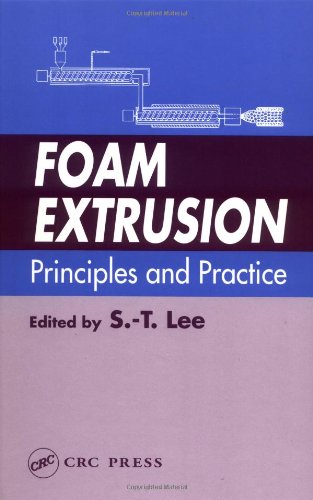 FOAM
EXTRUSION
Principles and Practice
Edited by S.-T. Lee
CRC
CRC PRESS